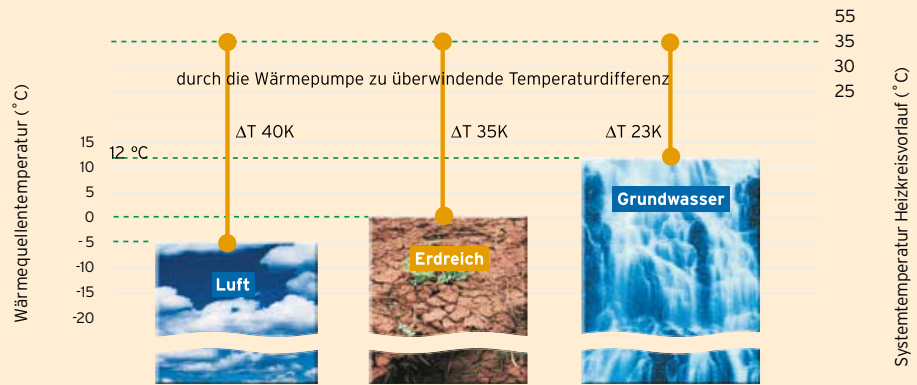 Wärmequellentemperatur (°C)
55
35
30
25
durch die Wärmepumpe zu überwindende Temperaturdifferenz
ΔT 40K
ΔT 35K
ΔT 23K
15
12 ºC
10
5
0
-5
-10
-15
-20
Luft
Erdreich
Grundwasser
Systemtemperatur Heizkreisvorlauf (°C)